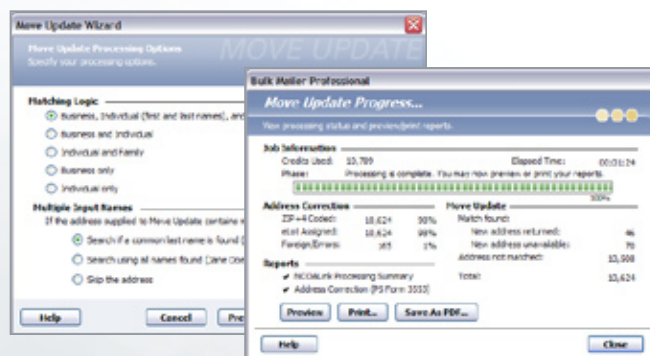 Move Update Wizard
Move Update Processing Options
Specify your processing options.
MOVE UPDATE
Matching Logic
Business, Individual (first and last names), and
Business and Individual
Individual and Family
Business only
Individual only
Multiple Input Names
If the address supplied to Move Update contains
Search if a common last name is found (
Search using all names found (Jane Doe
Skip the address
Help Cancel Pre
Bulk Mailer Professional
Move Update Progress...
View processing status and preview/print reports.
Job Information
Credits Used: 10,789 Elapsed Time: 00:01:24
Phase: Processing is complete. You may now preview or print your reports.
100%
Address Correction Move Update
ZIP+4 Coded: 10,624 98% Match found:
eLot Assigned: 10,624 98% New address returned: 46
Foreign/Errors: 165 1% New address unavailable: 70
Address not matched: 10,508
Reports
NCOALink Processing Summary Total: 10,624
Address Correction (PS Form 3553)
Preview Print... Save As PDF...
Help Close